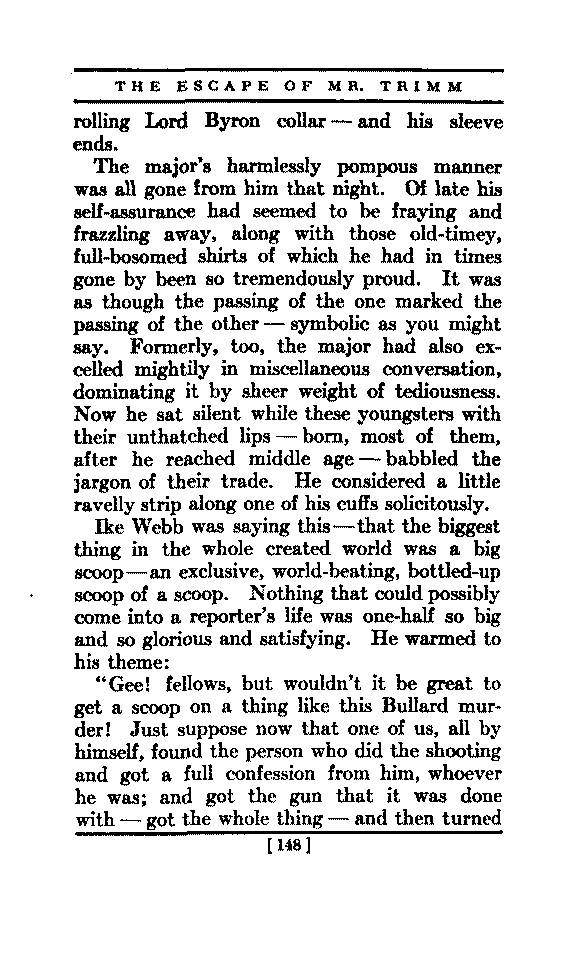 THE ESCAPE OF MR. TRIMM
rolling Lord Byron collar — and his sleeve
ends.
The major's harmlessly pompous manner
was all gone from him that night. Of late his
self-assurance had seemed to be fraying and
frazzling away, along with those old-timey,
full-bosomed shirts of which he had in times
gone by been so tremendously proud. It was
as though the passing of the one marked the
passing of the other — symbolic as you might
say. Formerly, too, the major had also ex-
celled mightily in miscellaneous conversation,
dominating it by sheer weight of tediousness.
Now he sat silent while these youngsters with
their unthatched lips — born, most of them,
after he reached middle age — babbled the
jargon of their trade. He considered a little
ravelly strip along one of his cuffs solicitously.
Ike Webb was saying this—that the biggest
thing in the whole created world was a big
scoop—an exclusive, world-beating, bottled-up
scoop of a scoop. Nothing that could possibly
come into a reporter's life was one-half so big
and so glorious and satisfying. He warmed to
his theme:
"Gee! fellows, but wouldn't it be great to
get a scoop on a thing like this Bullard mur-
der! Just suppose now that one of us, all by
himself, found the person who did the shooting
and got a full confession from him, whoever
he was; and got the gun that it was done
with — got the whole thing — and then turned
[148]